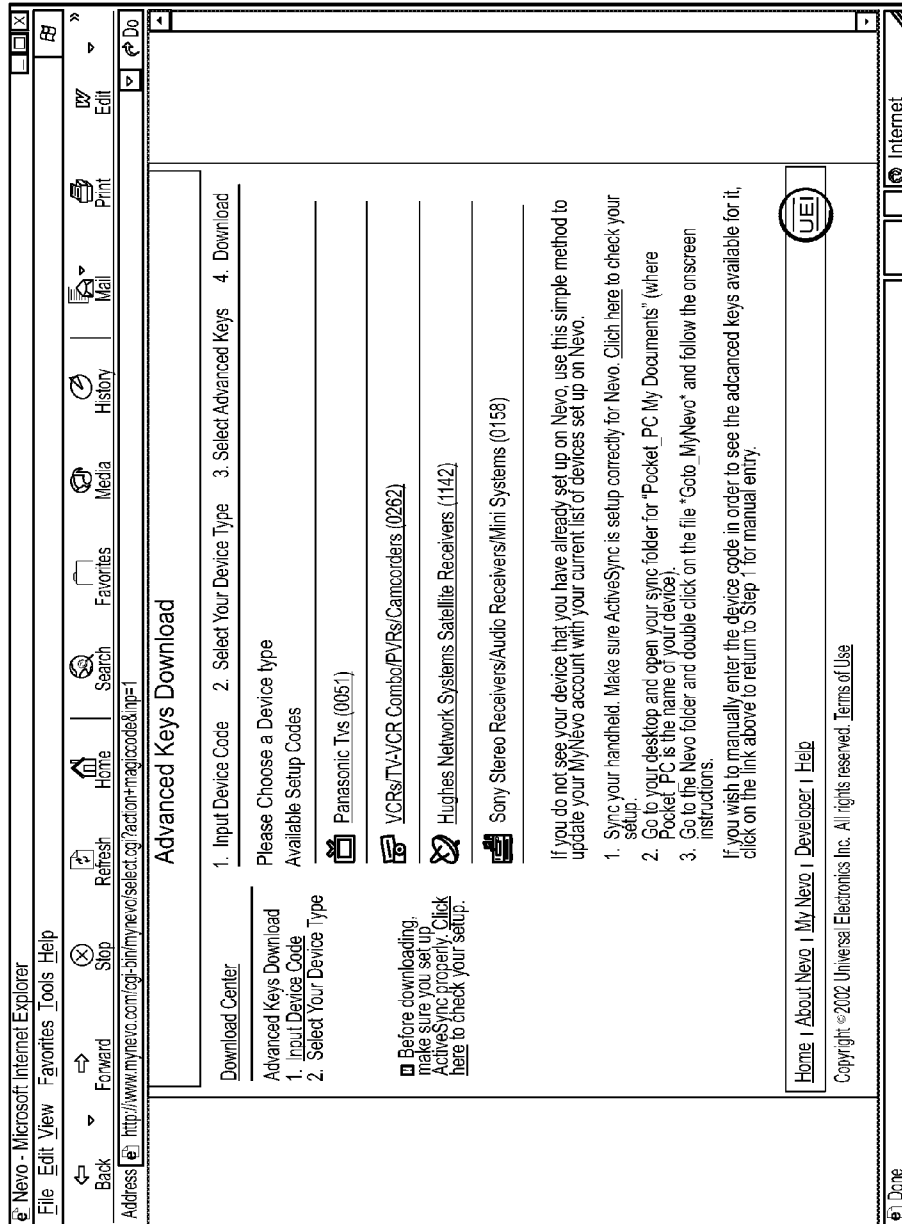 Nevo - Microsoft Internet Explorer
File Edit View Favorites Tools Help
Back Forward Stop Refresh Home Search Favorites Media History Mail Print Edit »
Address http://www.mynevo.com/cgi-bin/mynevo/select.cgi?action+magiccode&inp=1 Do
Advanced Keys Download
Download Center
1. Input Device Code 2. Select Your Device Type 3. Select Advanced Keys 4. Download
Advanced Keys Download
1. Input Device Code
2. Select Your Device Type
Before downloading,
make sure you set up
ActiveSync properly. Click
here to check your setup.
Please Choose a Device type
Available Setup Codes
Panasonic Tvs (0051)
VCRs/TV-VCR Combo/PVRs/Camcorders (0262)
Hughes Network Systems Satellite Receivers (1142)
Sony Stereo Receivers/Audio Receivers/Mini Systems (0158)
If you do not see your device that you have already set up on Nevo, use this simple method to
update your MyNevo account with your current list of devices set up on Nevo.
1. Sync your handheld. Make sure ActiveSync is setup correctly for Nevo. Clich here to check your
setup.
2. Go to your desktop and open your sync folder for "Pocket_PC My Documents" (where
Pocket_PC is the name of your device).
3. Go to the Nevo folder and double click on the file *Goto_MyNevo* and follow the onscreen
instructions.
If you wish to manually enter the device code in order to see the adcanced keys available for it,
click on the link above to return to Step 1 for manual entry.
Home | About Nevo | My Nevo | Developer | Help
UEI
Copyright ©2002 Universal Electronics Inc. All rights reserved. Terms of Use
Done
Internet